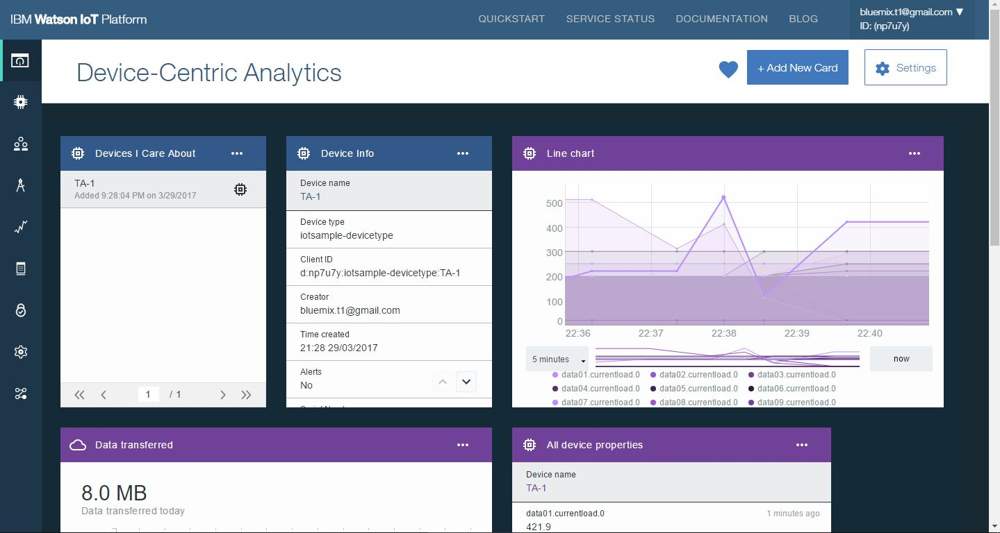 IBM Watson IoT Platform
QUICKSTART
SERVICE STATUS
DOCUMENTATION
BLOG
bluemix.t1@gmail.com ▼
ID: (np7u7y)
Device-Centric Analytics
+ Add New Card
Settings
Devices I Care About
TA-1
Added 9:28:04 PM on 3/29/2017
1 / 1
Device Info
Device name
TA-1
Device type
iotsample-devicetype
Client ID
d:np7u7y:iotsample-devicetype:TA-1
Creator
bluemix.t1@gmail.com
Time created
21:28 29/03/2017
Alerts
No
Line chart
500
400
300
200
100
0
22:36 22:37 22:38 22:39 22:40
5 minutes
now
data01.currentload.0 data02.currentload.0 data03.currentload.0
data04.currentload.0 data05.currentload.0 data06.currentload.0
data07.currentload.0 data08.currentload.0 data09.currentload.0
Data transferred
8.0 MB
Data transferred today
All device properties
Device name
TA-1
data01.currentload.0 1 minutes ago
421.9